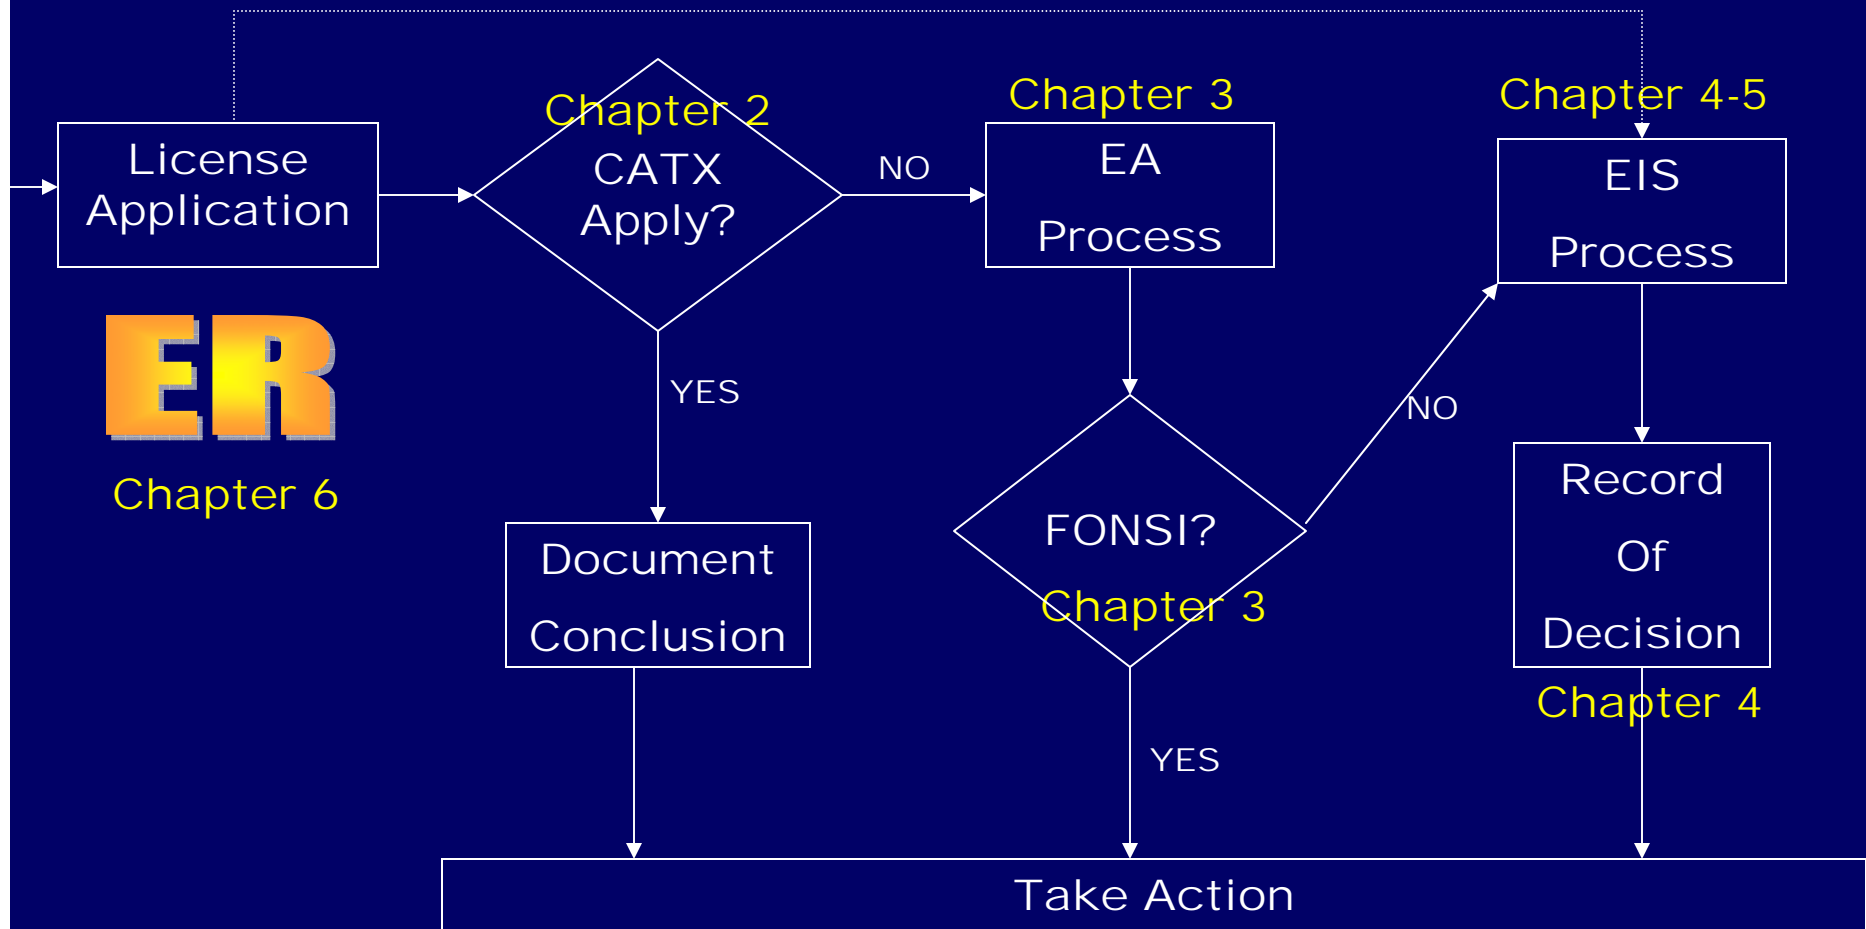 License
Application
ER
Chapter 6
Chapter 2
CATX
Apply?
NO
YES
Document
Conclusion
Chapter 3
EA
Process
FONSI?
Chapter 3
NO
YES
Chapter 4-5
EIS
Process
Record
Of
Decision
Chapter 4
Take Action